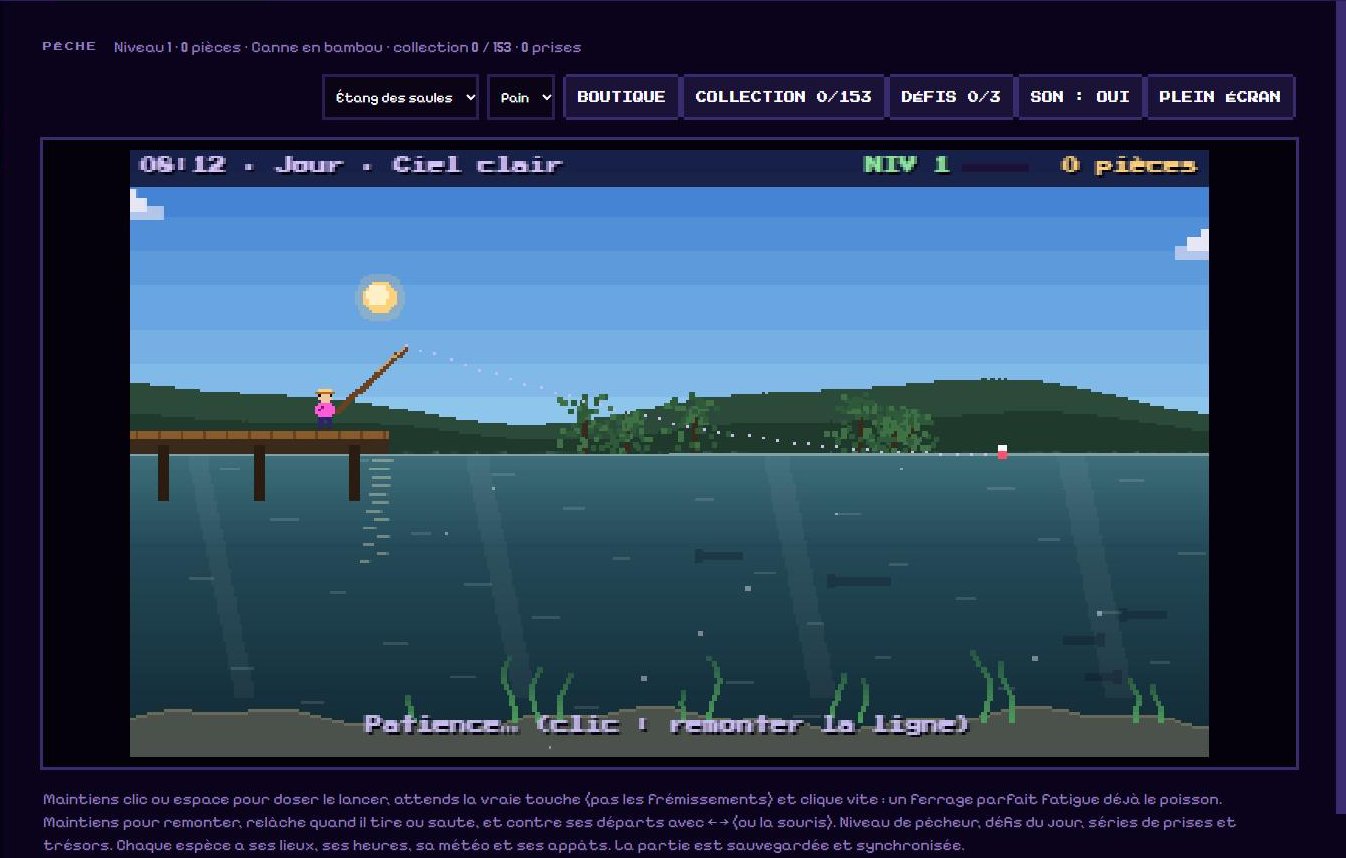 PÊCHE Niveau 1 · 0 pièces · Canne en bambou · collection 0 / 153 · 0 prises
Étang des saules Pain BOUTIQUE COLLECTION 0/153 DÉFIS 0/3 SON : OUI PLEIN ÉCRAN
08:12 · Jour · Ciel clair NIV 1 0 pièces
Patience… (clic : remonter la ligne)
Maintiens clic ou espace pour doser le lancer, attends la vraie touche (pas les frémissements) et clique vite : un ferrage parfait fatigue déjà le poisson.
Maintiens pour remonter, relâche quand il tire ou saute, et contre ses départs avec ←→ (ou la souris). Niveau de pêcheur, défis du jour, séries de prises et
trésors. Chaque espèce a ses lieux, ses heures, sa météo et ses appâts. La partie est sauvegardée et synchronisée.